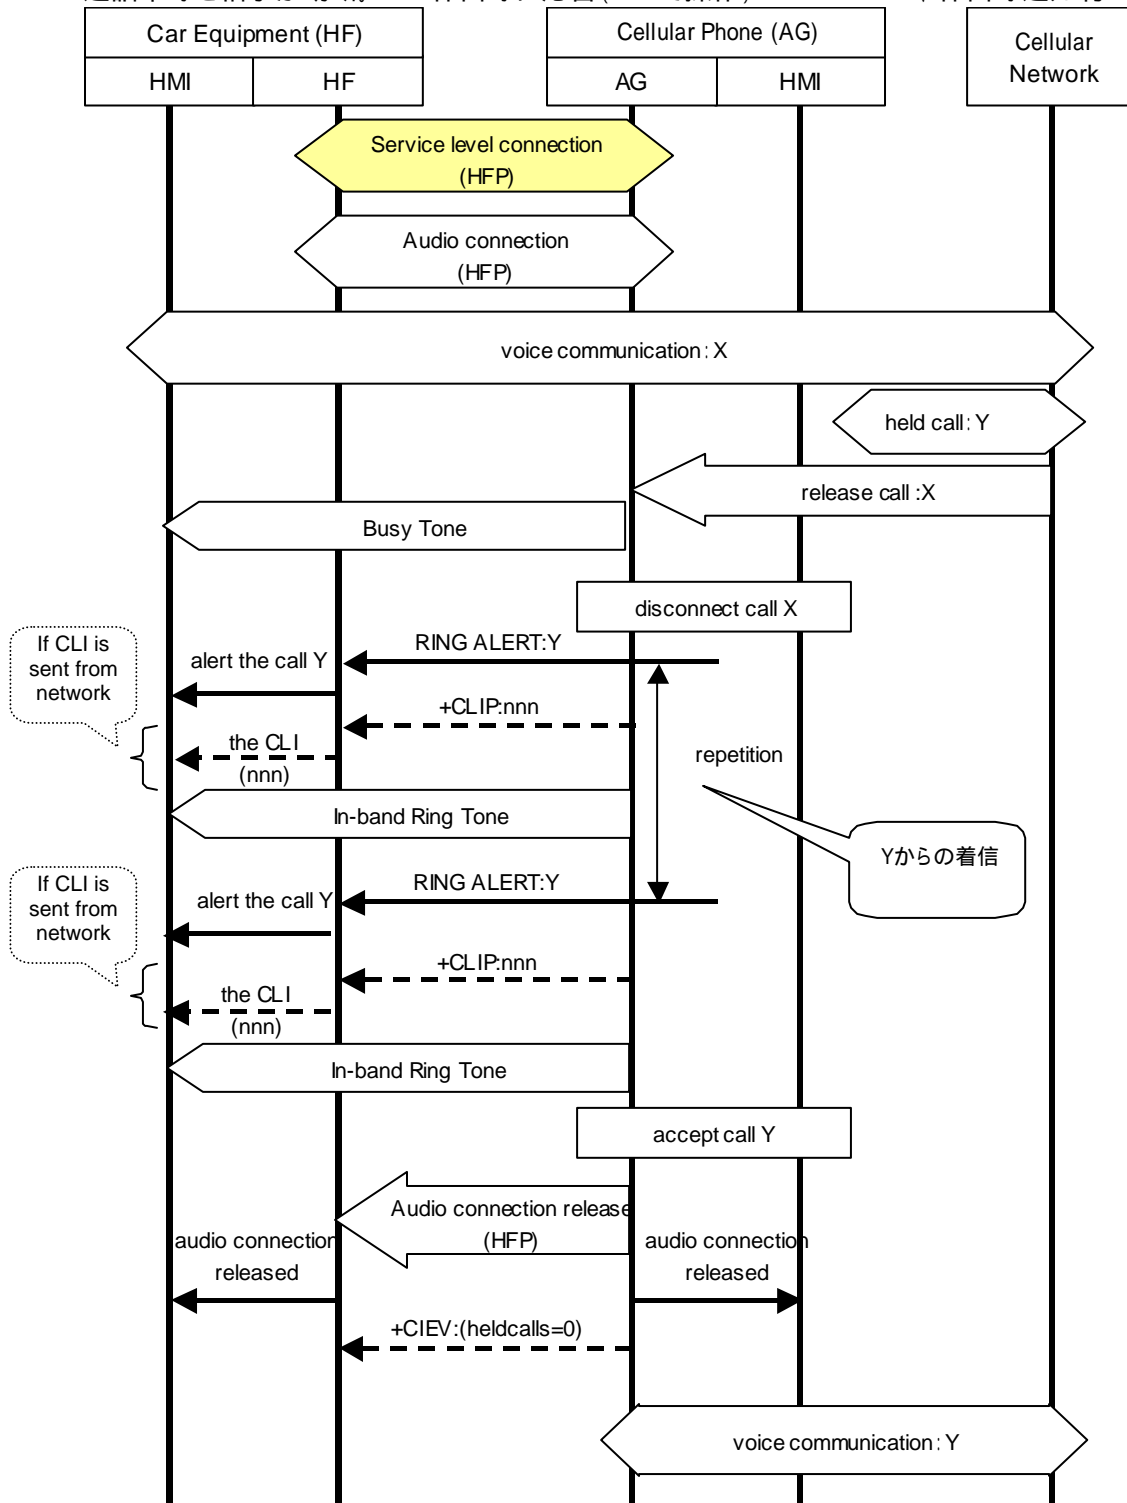 Car Equipment (HF)
Cellular Phone (AG)
Cellular
Network
HMI
HF
AG
HMI
Service level connection
(HFP)
Audio connection
(HFP)
voice communication: X
held call: Y
release call :X
Busy Tone
disconnect call X
If CLI is
sent from
network
alert the call Y
RING ALERT:Y
+CLIP:nnn
the CLI
(nnn)
repetition
In-band Ring Tone
Yからの着信
If CLI is
sent from
network
alert the call Y
RING ALERT:Y
+CLIP:nnn
the CLI
(nnn)
In-band Ring Tone
accept call Y
Audio connection release
(HFP)
audio connection
released
audio connection
released
+CIEV:(heldcalls=0)
voice communication: Y